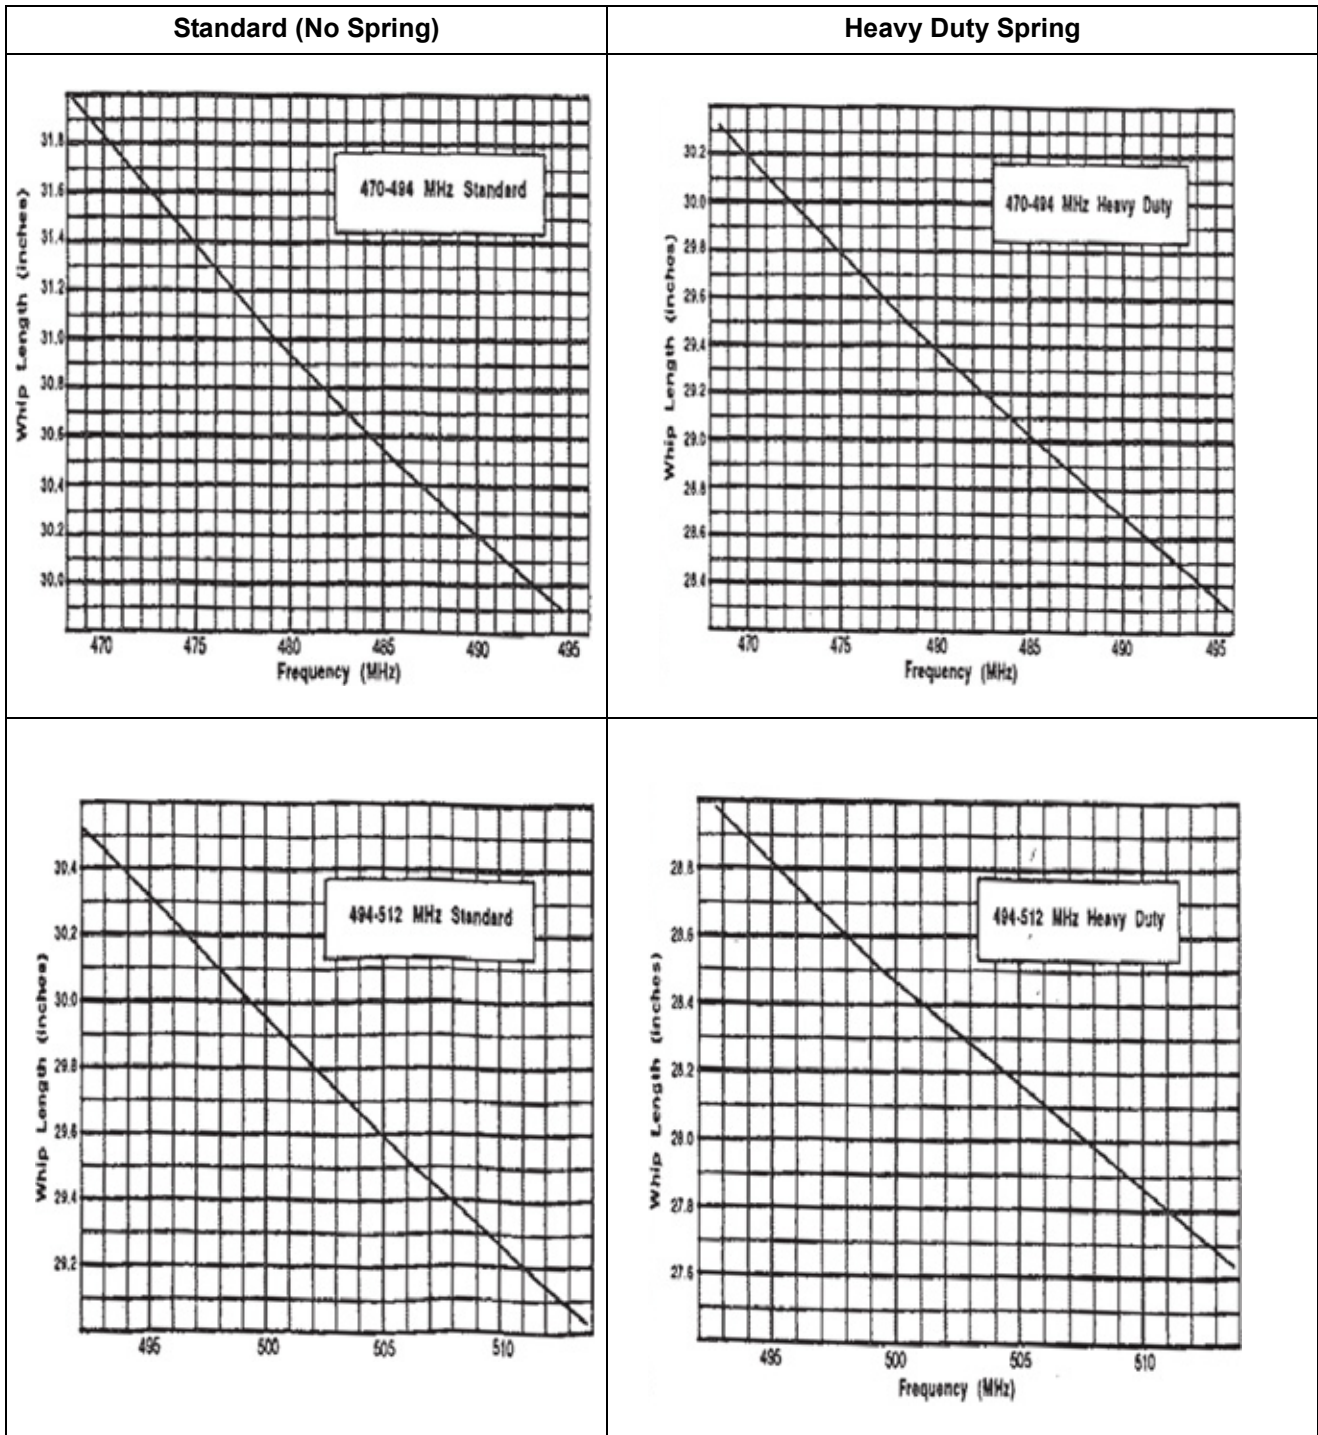 Standard (No Spring)
Heavy Duty Spring
470-494 MHz Standard
Whip Length (inches)
31.8
31.6
31.4
31.2
31.0
30.8
30.6
30.4
30.2
30.0
470 475 480 485 490 495
Frequency (MHz)
470-494 MHz Heavy Duty
Whip Length (inches)
30.2
30.0
29.8
29.6
29.4
29.2
29.0
28.8
28.6
28.4
470 475 480 485 490 495
Frequency (MHz)
494-512 MHz Standard
Whip Length (inches)
30.4
30.2
30.0
29.8
29.6
29.4
29.2
495 500 505 510
494-512 MHz Heavy Duty
Whip Length (inches)
28.8
28.6
28.4
28.2
28.0
27.8
27.6
495 500 505 510
Frequency (MHz)